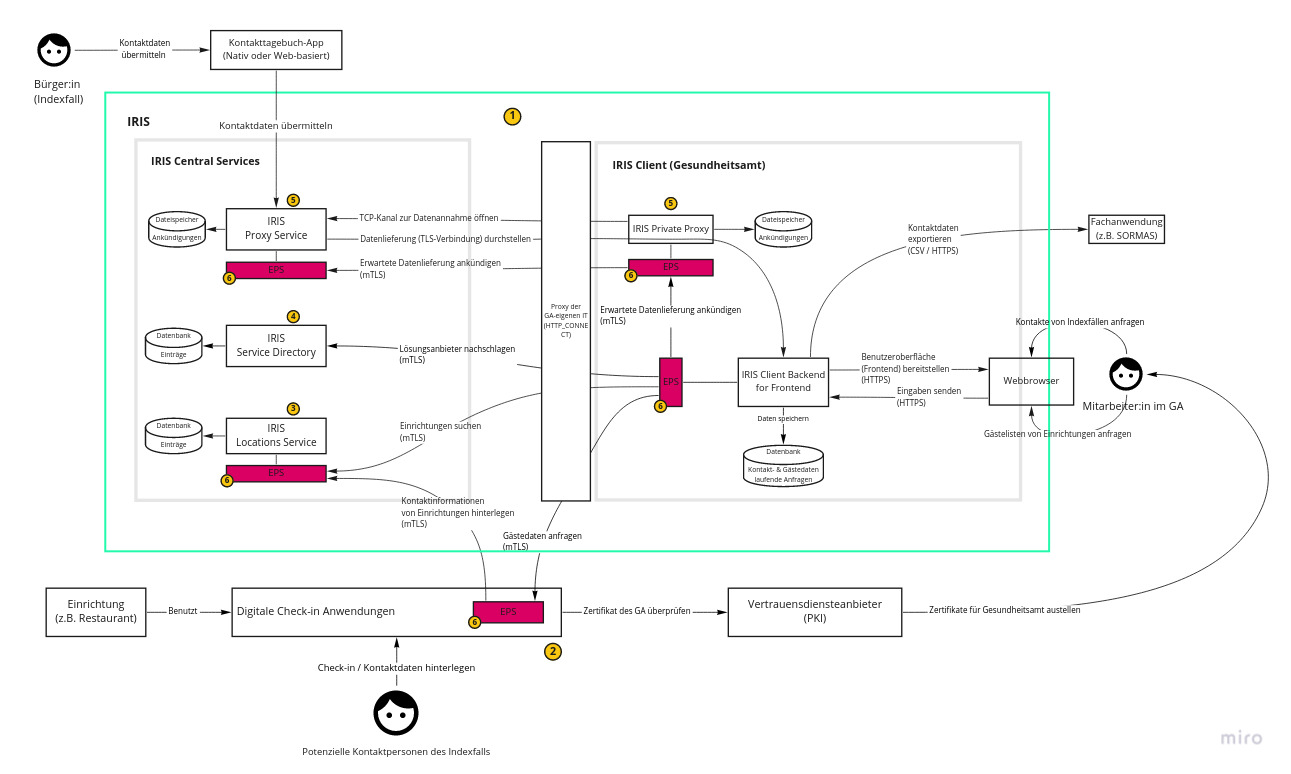 Kontaktdaten
übermitteln
Kontakttagebuch-App
(Nativ oder Web-basiert)
Bürger:in
(Indexfall)
IRIS
1
Kontaktdaten übermitteln
IRIS Central Services
IRIS Client (Gesundheitsamt)
5
Dateispeicher
Ankündigungen
IRIS
Proxy Service
EPS
6
TCP-Kanal zur Datenannahme öffnen
Datenlieferung (TLS-Verbindung) durchstellen
Erwartete Datenlieferung ankündigen
(mTLS)
5
IRIS Private Proxy
EPS
6
Dateispeicher
Ankündigungen
Kontaktdaten
exportieren
(CSV / HTTPS)
Fachanwendung
(z.B. SORMAS)
Proxy der
GA-eigenen IT
(HTTP_CONNE
CT)
Erwartete Datenlieferung ankündigen
(mTLS)
4
Datenbank
Einträge
IRIS
Service Directory
Lösungsanbieter nachschlagen
(mTLS)
EPS
6
IRIS Client Backend
for Frontend
Benutzeroberfläche
(Frontend) bereitstellen
(HTTPS)
Eingaben senden
(HTTPS)
Kontakte von Indexfällen anfragen
Webbrowser
Mitarbeiter:in im GA
Gästelisten von Einrichtungen anfragen
Daten speichern
Datenbank
Kontakt- & Gästedaten
laufende Anfragen
3
Datenbank
Einträge
IRIS
Locations Service
EPS
6
Einrichtungen suchen
(mTLS)
Kontaktinformationen
von Einrichtungen hinterlegen
(mTLS)
Gästedaten anfragen
(mTLS)
Einrichtung
(z.B. Restaurant)
Benutzt
Digitale Check-in Anwendungen
EPS
6
2
Zertifikat des GA überprüfen
Vertrauensdiensteanbieter
(PKI)
Zertifikate für Gesundheitsamt austellen
Check-in / Kontaktdaten hinterlegen
Potenzielle Kontaktpersonen des Indexfalls
miro